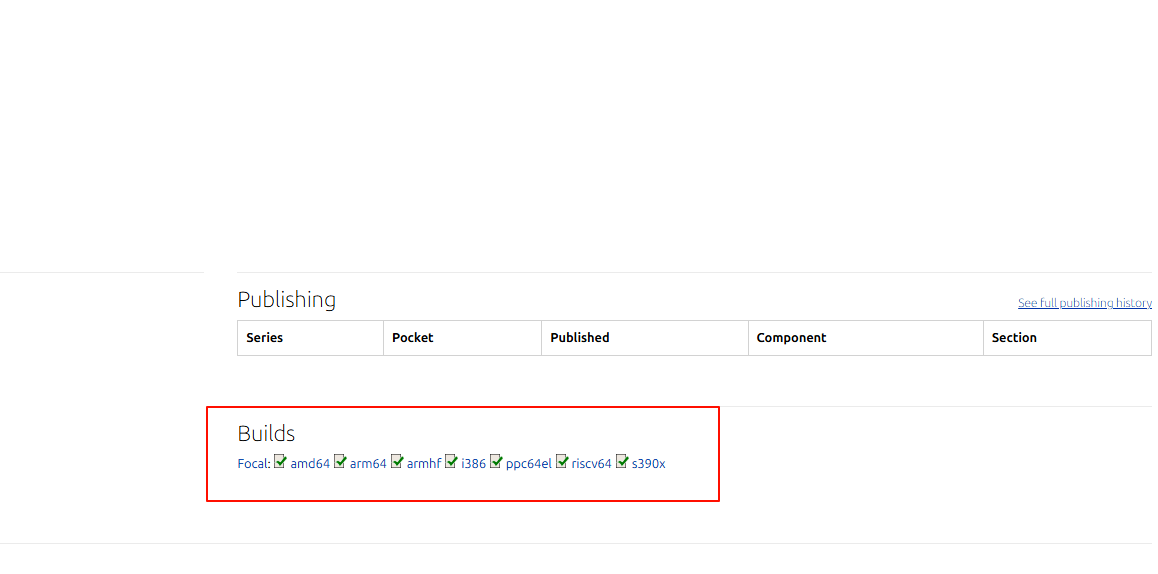 Publishing
See full publishing history
Series Pocket Published Component Section
Builds
Focal: amd64 arm64 armhf i386 ppc64el riscv64 s390x